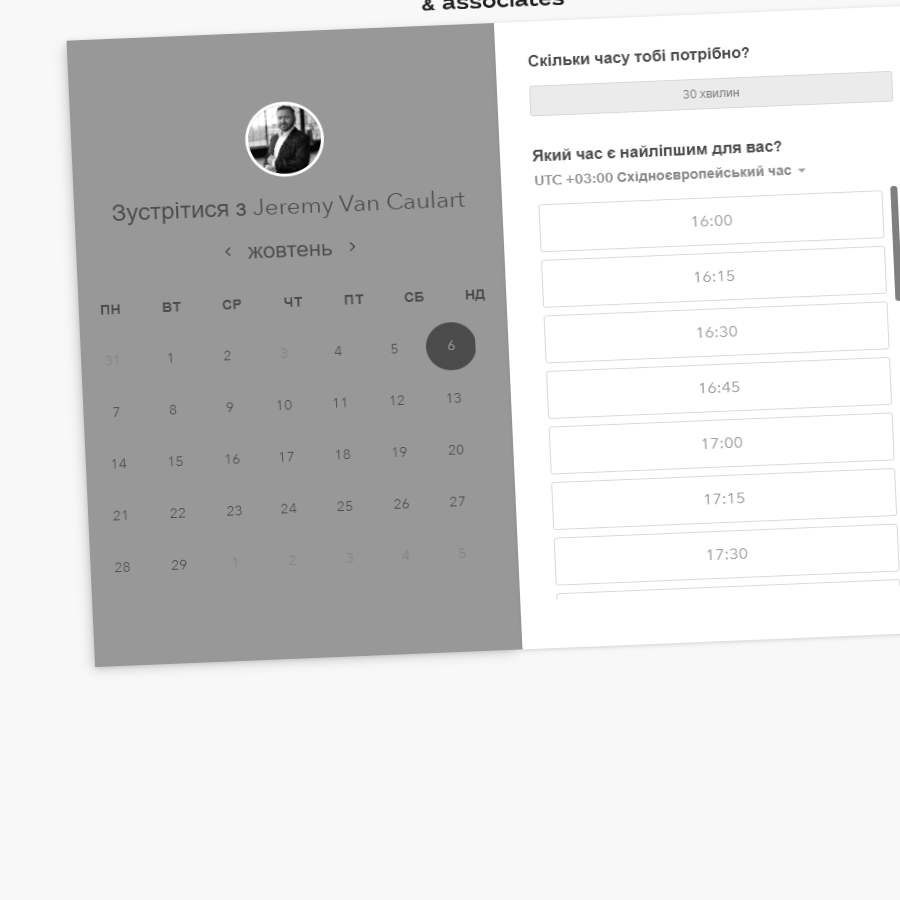 & associates
Зустрітися з Jeremy Van Caulart
жовтень
ПН ВТ СР ЧТ ПТ СБ НД
31 1 2 3 4 5 6
7 8 9 10 11 12 13
14 15 16 17 18 19 20
21 22 23 24 25 26 27
28 29 1 2 3 4 5
Скільки часу тобі потрібно?
30 хвилин
Який час є найліпшим для вас?
UTC +03:00 Східноєвропейський час
16:00
16:15
16:30
16:45
17:00
17:15
17:30